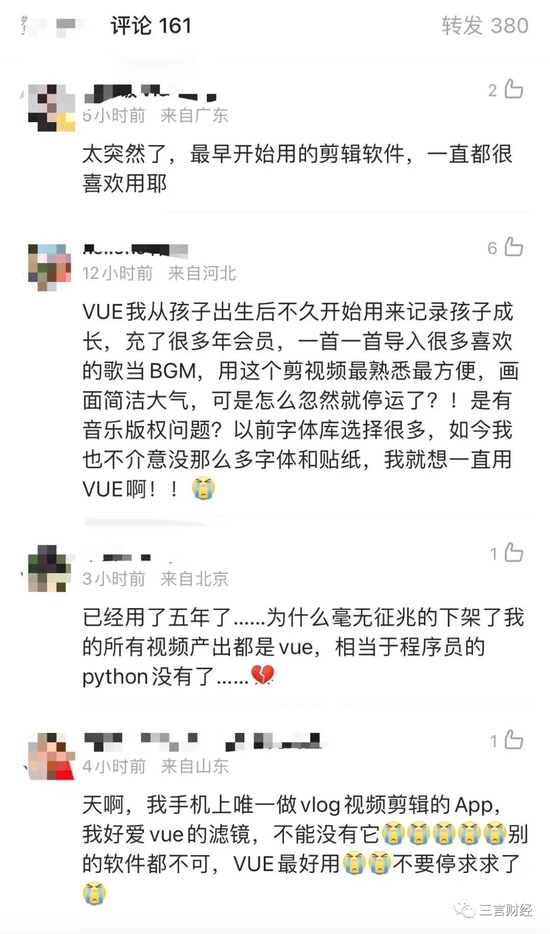 评论 161
转发 380
2
5小时前 来自广东
太突然了，最早开始用的剪辑软件，一直都很
喜欢用耶
6
12小时前 来自河北
VUE我从孩子出生后不久开始用来记录孩子成
长，充了很多年会员，一首一首导入很多喜欢
的歌当BGM，用这个剪视频最熟悉最方便，画
面简洁大气，可是怎么忽然就停运了？！是有
音乐版权问题？以前字体库选择很多，如今我
也不介意没那么多字体和贴纸，我就想一直用
VUE啊！！😭
1
3小时前 来自北京
已经用了五年了......为什么毫无征兆的下架了我
的所有视频产出都是vue，相当于程序员的
python没有了......💔
1
4小时前 来自山东
天啊，我手机上唯一做vlog视频剪辑的App，
我好爱vue的滤镜，不能没有它😭😭😭😭😭别
的软件都不可，VUE最好用😭😭不要停求求了
😭
三言财经